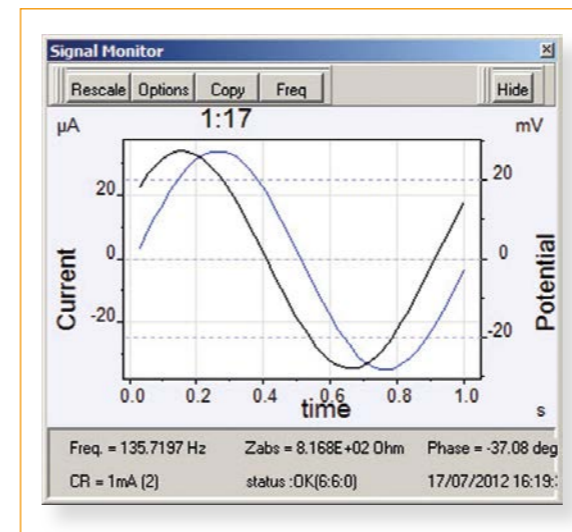 Signal Monitor
Rescale Options Copy Freq Hide
1:17
µA mV
20 20
0 0
-20 -20
Current
Potential
0.0 0.2 0.4 0.6 0.8 1.0
time s
Freq. = 135.7197 Hz Zabs = 8.168E+02 Ohm Phase = -37.08 deg
CR = 1mA (2) status :OK(6:6:0) 17/07/2012 16:19: